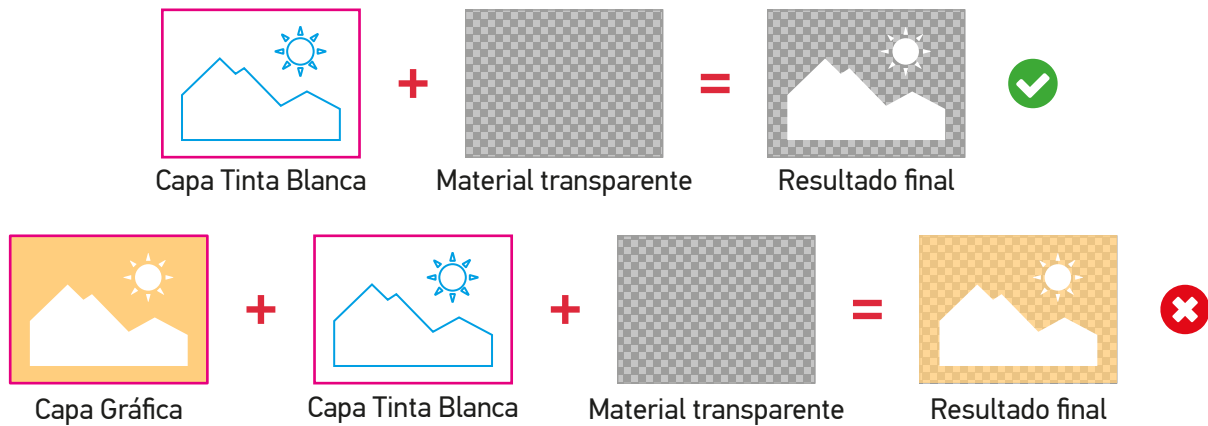 + =
Capa Tinta Blanca Material transparente Resultado final
+ + =
Capa Gráfica Capa Tinta Blanca Material transparente Resultado final